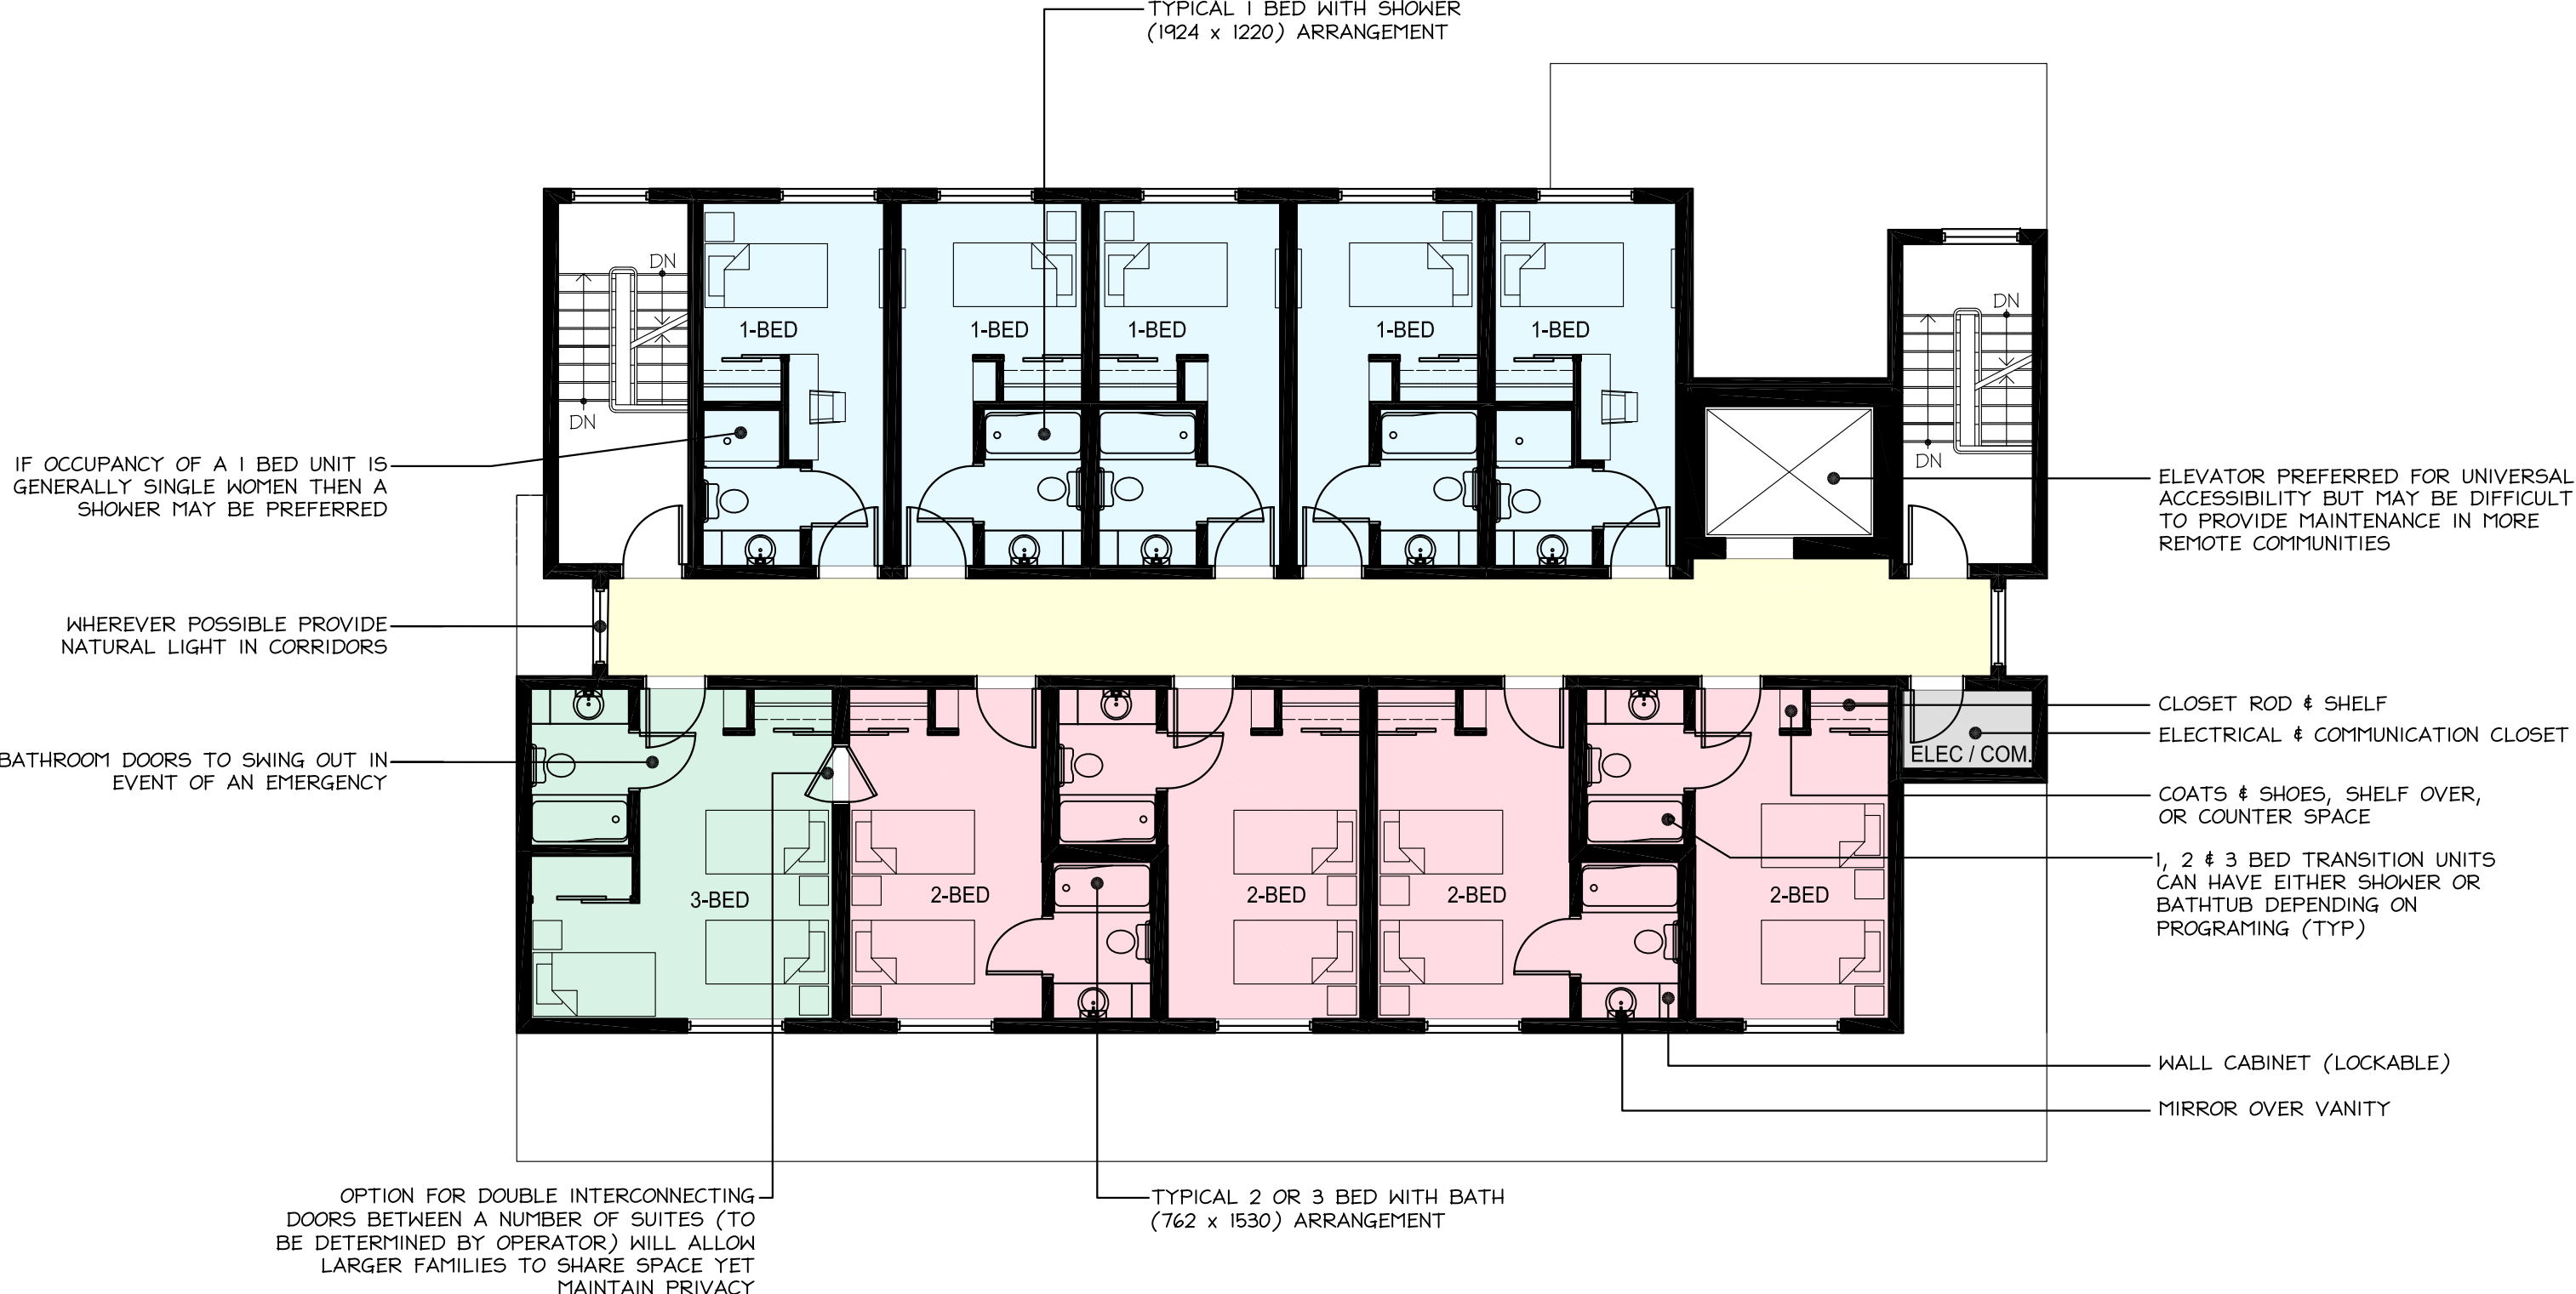 TYPICAL 1 BED WITH SHOWER
(1924 x 1220) ARRANGEMENT
DN
DN
1-BED
1-BED
1-BED
1-BED
1-BED
DN
DN
IF OCCUPANCY OF A 1 BED UNIT IS
GENERALLY SINGLE WOMEN THEN A
SHOWER MAY BE PREFERRED
ELEVATOR PREFERRED FOR UNIVERSAL
ACCESSIBILITY BUT MAY BE DIFFICULT
TO PROVIDE MAINTENANCE IN MORE
REMOTE COMMUNITIES
WHEREVER POSSIBLE PROVIDE
NATURAL LIGHT IN CORRIDORS
CLOSET ROD & SHELF
ELECTRICAL & COMMUNICATION CLOSET
ELEC / COM.
BATHROOM DOORS TO SWING OUT IN
EVENT OF AN EMERGENCY
COATS & SHOES, SHELF OVER,
OR COUNTER SPACE
1, 2 & 3 BED TRANSITION UNITS
CAN HAVE EITHER SHOWER OR
BATHTUB DEPENDING ON
PROGRAMING (TYP)
3-BED
2-BED
2-BED
2-BED
2-BED
WALL CABINET (LOCKABLE)
MIRROR OVER VANITY
OPTION FOR DOUBLE INTERCONNECTING
DOORS BETWEEN A NUMBER OF SUITES (TO
BE DETERMINED BY OPERATOR) WILL ALLOW
LARGER FAMILIES TO SHARE SPACE YET
MAINTAIN PRIVACY
TYPICAL 2 OR 3 BED WITH BATH
(762 x 1530) ARRANGEMENT